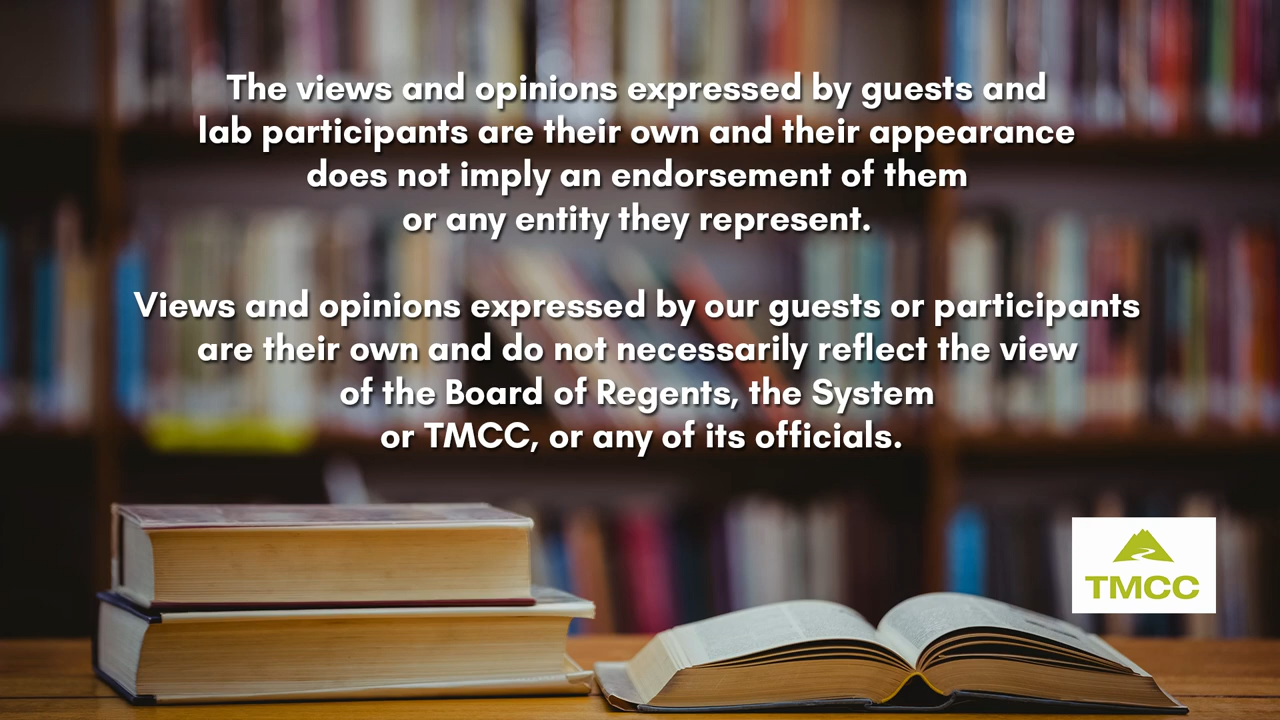 The views and opinions expressed by guests and
lab participants are their own and their appearance
does not imply an endorsement of them
or any entity they represent.
Views and opinions expressed by our guests or participants
are their own and do not necessarily reflect the view
of the Board of Regents, the System
or TMCC, or any of its officials.
TMCC